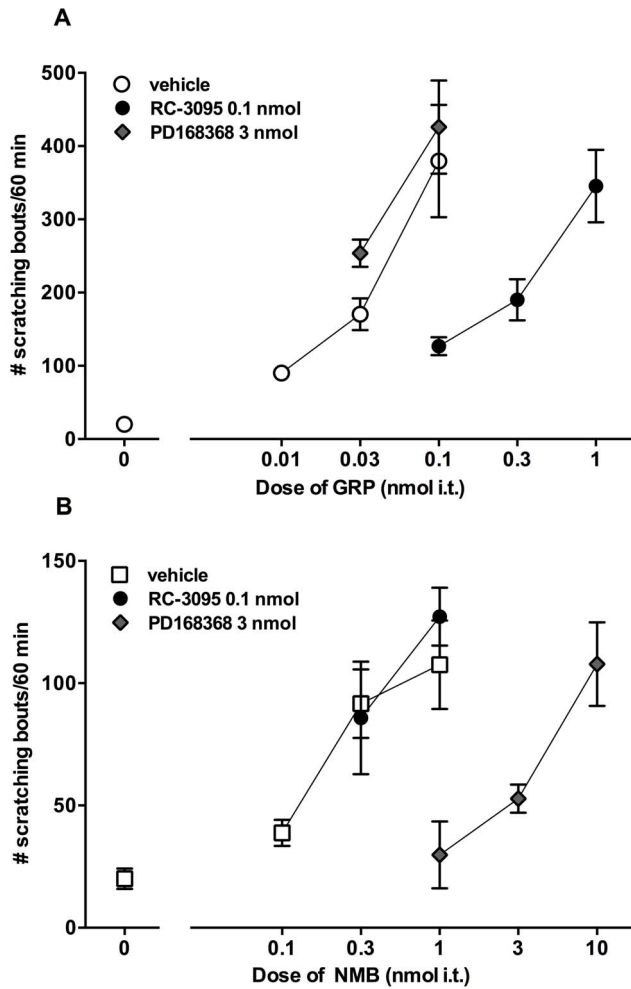 A
500
400
300
200
100
0
# scratching bouts/60 min
vehicle
RC-3095 0.1 nmol
PD168368 3 nmol
0 0.01 0.03 0.1 0.3 1
Dose of GRP (nmol i.t.)
B
150
100
50
0
# scratching bouts/60 min
vehicle
RC-3095 0.1 nmol
PD168368 3 nmol
0 0.1 0.3 1 3 10
Dose of NMB (nmol i.t.)